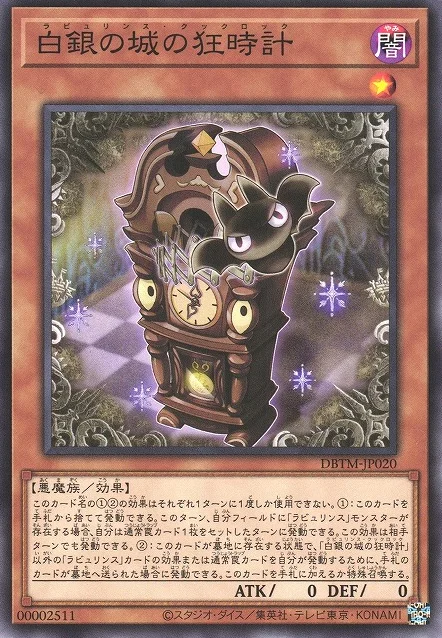 ラビュリンス・クックロック
白銀の城の狂時計
やみ
闇
DBTM-JP020
【悪魔族/効果】
このカード名の①②の効果はそれぞれ1ターンに1度しか使用できない。①:このカードを
手札から捨てて発動できる。このターン、自分フィールドに「ラビュリンス」モンスターが
存在する場合、自分は通常罠カード1枚をセットしたターンに発動できる。この効果は相手
ターンでも発動できる。②:このカードが墓地に存在する状態で、「白銀の城の狂時計」
以外の「ラビュリンス」カードの効果または通常罠カードを自分が発動するために、手札の
カードが墓地へ送られた場合に発動できる。このカードを手札に加えるか特殊召喚する。
ATK/ 0 DEF/ 0
00002511
©スタジオ・ダイス/集英社・テレビ東京・KONAMI